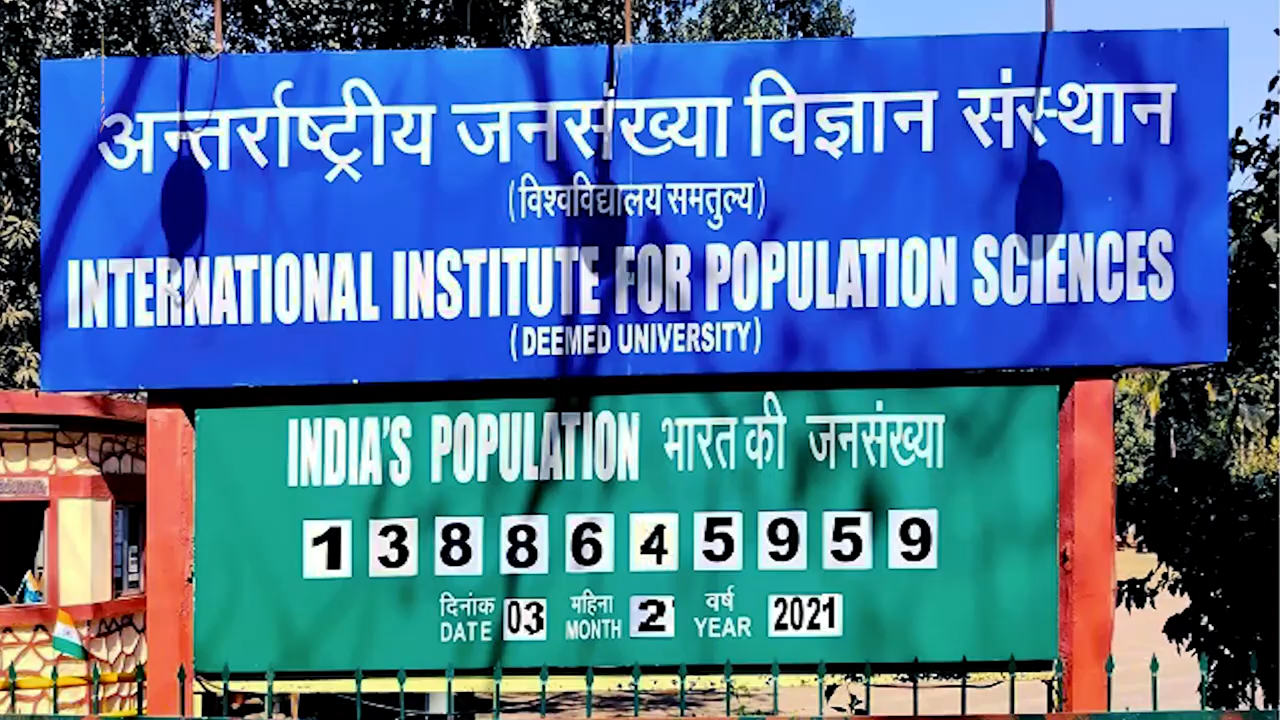 अन्तर्राष्ट्रीय जनसंख्या विज्ञान संस्थान
(विश्वविद्यालय समतुल्य)
INTERNATIONAL INSTITUTE FOR POPULATION SCIENCES
(DEEMED UNIVERSITY)
INDIA'S POPULATION भारत की जनसंख्या
1 3 8 8 6 4 5 9 5 9
दिनांक महिना वर्ष
DATE 03 MONTH 2 YEAR 2021